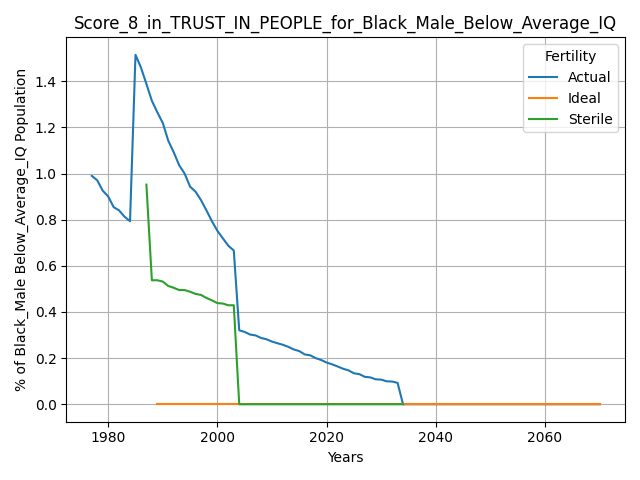 Score_8_in_TRUST_IN_PEOPLE_for_Black_Male_Below_Average_IQ
% of Black_Male Below_Average_IQ Population
1.4
1.2
1.0
0.8
0.6
0.4
0.2
0.0
Fertility
Actual
Ideal
Sterile
1980
2000
2020
2040
2060
Years